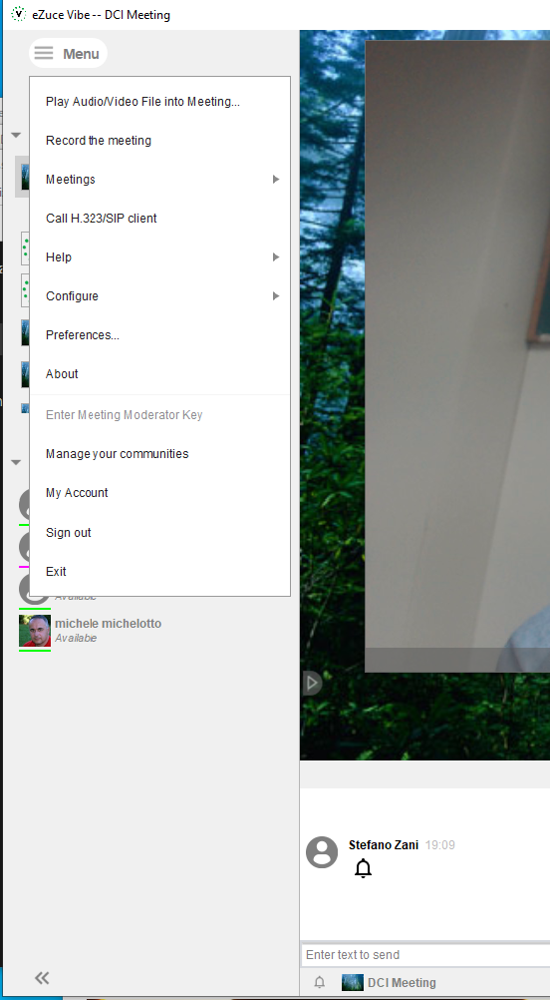 eZuce Vibe -- DCI Meeting
Menu
Play Audio/Video File into Meeting...
Record the meeting
Meetings
Call H.323/SIP client
Help
Configure
Preferences...
About
Enter Meeting Moderator Key
Manage your communities
My Account
Sign out
Exit
Available
michele michelotto
Available
Stefano Zani 19:09
Enter text to send
DCI Meeting